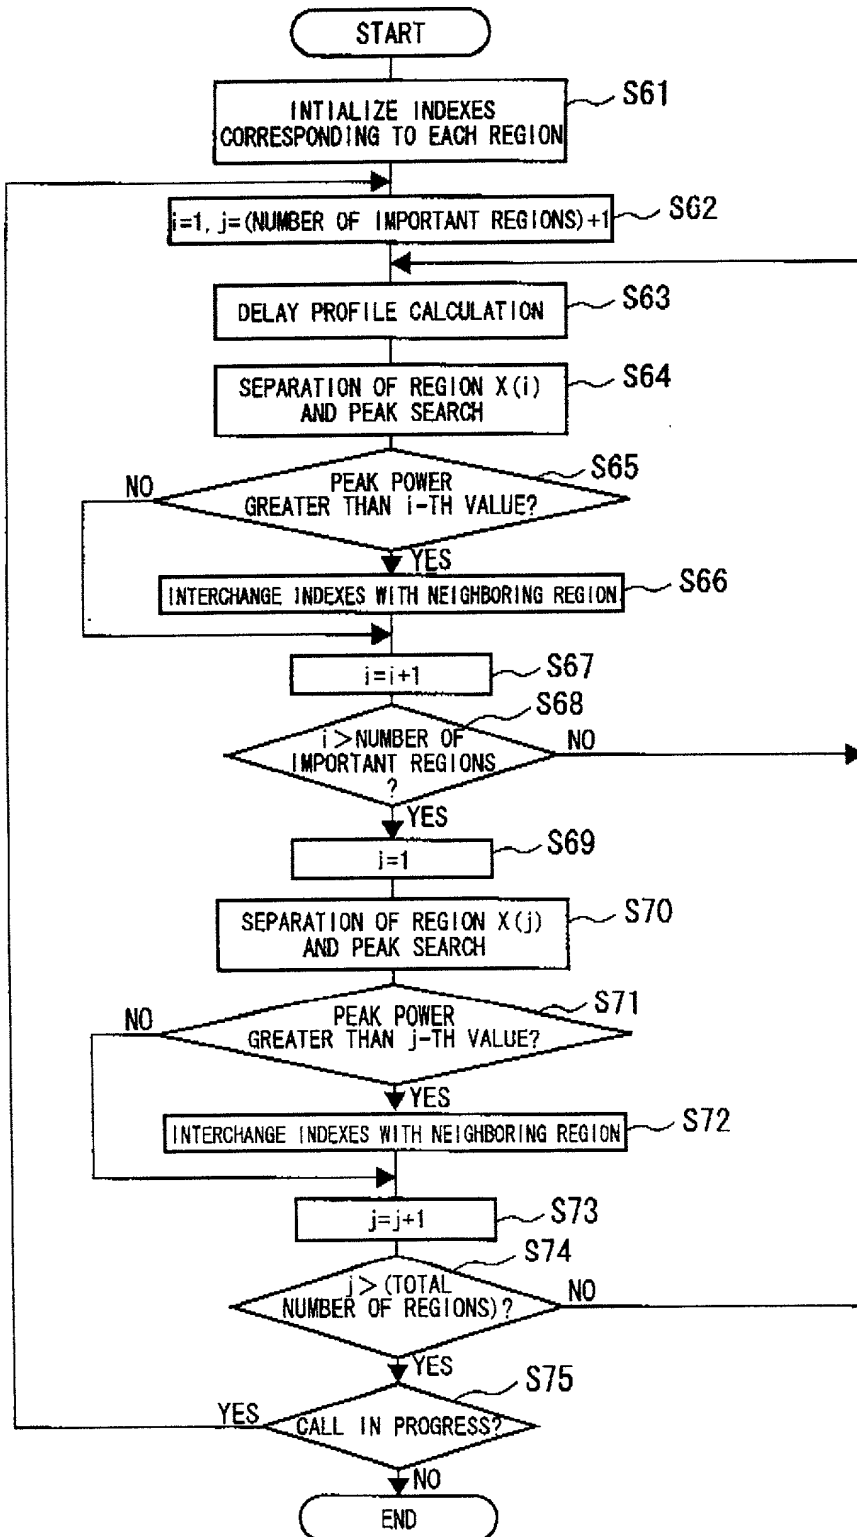 START
S61
INTIALIZE INDEXES
CORRESPONDING TO EACH REGION
S62
i=1, j=(NUMBER OF IMPORTANT REGIONS)+1
S63
DELAY PROFILE CALCULATION
S64
SEPARATION OF REGION X(i)
AND PEAK SEARCH
S65
NO
PEAK POWER
GREATER THAN i-TH VALUE?
YES
S66
INTERCHANGE INDEXES WITH NEIGHBORING REGION
S67
i=i+1
S68
i>NUMBER OF
IMPORTANT REGIONS
?
NO
YES
S69
i=1
S70
SEPARATION OF REGION X(j)
AND PEAK SEARCH
S71
NO
PEAK POWER
GREATER THAN j-TH VALUE?
YES
S72
INTERCHANGE INDEXES WITH NEIGHBORING REGION
S73
j=j+1
S74
j>(TOTAL
NUMBER OF REGIONS)?
NO
YES
S75
YES
CALL IN PROGRESS?
NO
END